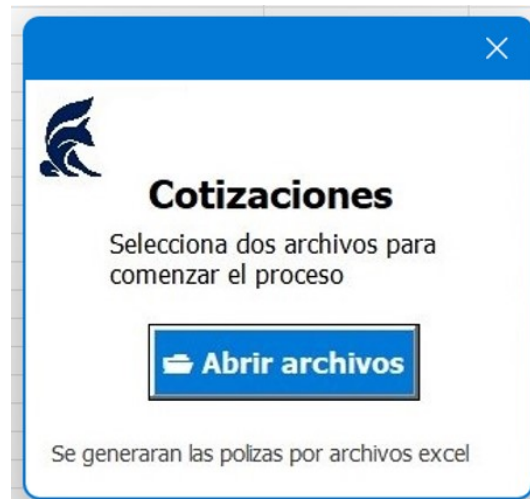 Cotizaciones
Selecciona dos archivos para
comenzar el proceso
Abrir archivos
Se generaran las polizas por archivos excel